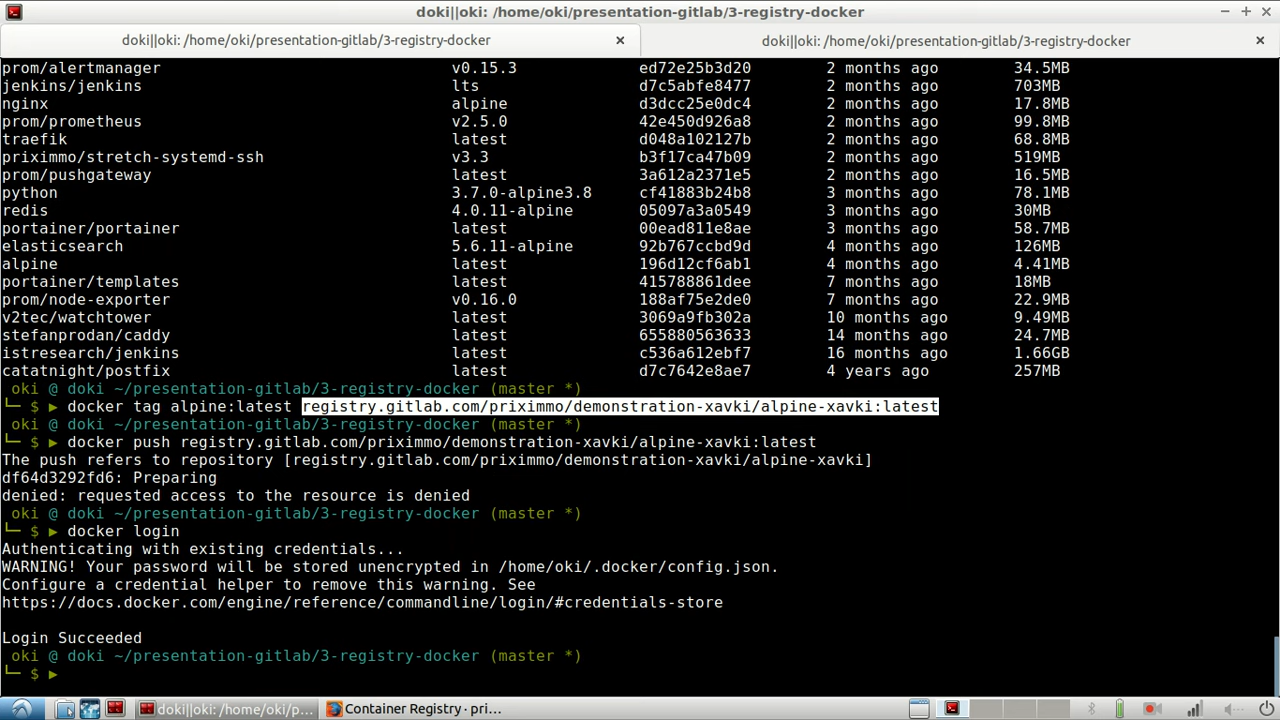 doki||oki: /home/oki/presentation-gitlab/3-registry-docker
doki||oki: /home/oki/presentation-gitlab/3-registry-docker
doki||oki: /home/oki/presentation-gitlab/3-registry-docker
prom/alertmanager v0.15.3 ed72e25b3d20 2 months ago 34.5MB
jenkins/jenkins lts d7c5abfe8477 2 months ago 703MB
nginx alpine d3dcc25e0dc4 2 months ago 17.8MB
prom/prometheus v2.5.0 42e450d926a8 2 months ago 99.8MB
traefik latest d048a102127b 2 months ago 68.8MB
priximmo/stretch-systemd-ssh v3.3 b3f17ca47b09 2 months ago 519MB
prom/pushgateway latest 3a612a2371e5 2 months ago 16.5MB
python 3.7.0-alpine3.8 cf41883b24b8 3 months ago 78.1MB
redis 4.0.11-alpine 05097a3a0549 3 months ago 30MB
portainer/portainer latest 00ead811e8ae 3 months ago 58.7MB
elasticsearch 5.6.11-alpine 92b767ccbd9d 4 months ago 126MB
alpine latest 196d12cf6ab1 4 months ago 4.41MB
portainer/templates latest 415788861dee 7 months ago 18MB
prom/node-exporter v0.16.0 188af75e2de0 7 months ago 22.9MB
v2tec/watchtower latest 3069a9fb302a 10 months ago 9.49MB
stefanprodan/caddy latest 655880563633 14 months ago 24.7MB
istresearch/jenkins latest c536a612ebf7 16 months ago 1.66GB
catatnight/postfix latest d7c7642e8ae7 4 years ago 257MB
oki @ doki ~/presentation-gitlab/3-registry-docker (master *)
└─ $ ▶ docker tag alpine:latest registry.gitlab.com/priximmo/demonstration-xavki/alpine-xavki:latest
oki @ doki ~/presentation-gitlab/3-registry-docker (master *)
└─ $ ▶ docker push registry.gitlab.com/priximmo/demonstration-xavki/alpine-xavki:latest
The push refers to repository [registry.gitlab.com/priximmo/demonstration-xavki/alpine-xavki]
df64d3292fd6: Preparing
denied: requested access to the resource is denied
oki @ doki ~/presentation-gitlab/3-registry-docker (master *)
└─ $ ▶ docker login
Authenticating with existing credentials...
WARNING! Your password will be stored unencrypted in /home/oki/.docker/config.json.
Configure a credential helper to remove this warning. See
https://docs.docker.com/engine/reference/commandline/login/#credentials-store
Login Succeeded
oki @ doki ~/presentation-gitlab/3-registry-docker (master *)
└─ $ ▶
doki||oki: /home/oki/p... Container Registry · pri...